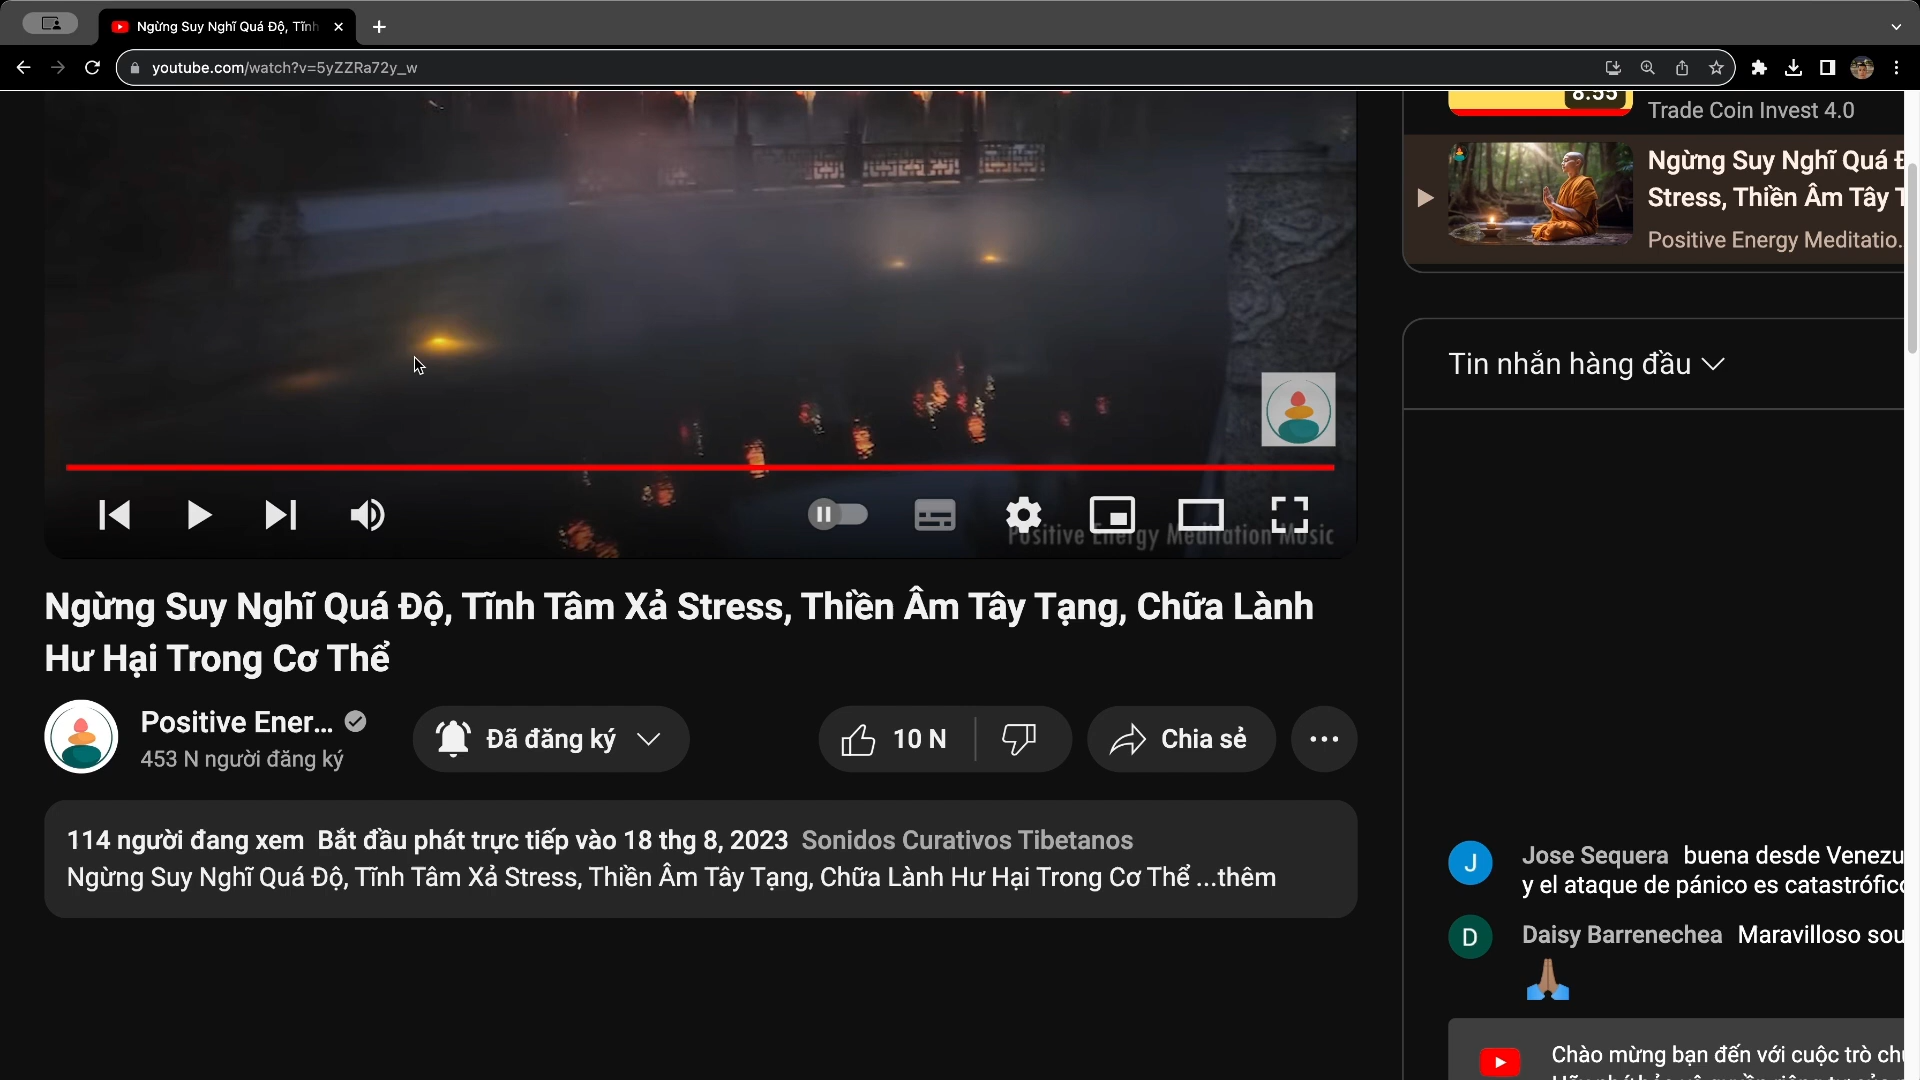 Ngừng Suy Nghĩ Quá Độ, Tĩnh
youtube.com/watch?v=5yZZRa72y_w
8:55
Trade Coin Invest 4.0
Ngừng Suy Nghĩ Quá
Stress, Thiền Âm Tây
Positive Energy Meditatio...
Tin nhắn hàng đầu
Positive Energy Meditation Music
Ngừng Suy Nghĩ Quá Độ, Tĩnh Tâm Xả Stress, Thiền Âm Tây Tạng, Chữa Lành
Hư Hại Trong Cơ Thể
Positive Ener...
453 N người đăng ký
Đã đăng ký
10 N
Chia sẻ
114 người đang xem Bắt đầu phát trực tiếp vào 18 thg 8, 2023 Sonidos Curativos Tibetanos
Ngừng Suy Nghĩ Quá Độ, Tĩnh Tâm Xả Stress, Thiền Âm Tây Tạng, Chữa Lành Hư Hại Trong Cơ Thể ...thêm
J
Jose Sequera buena desde Venezu
y el ataque de pánico es catastrófico
D
Daisy Barrenechea Maravilloso sou
Chào mừng bạn đến với cuộc trò ch